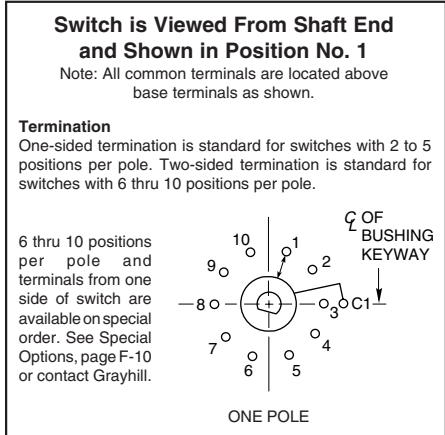 Switch is Viewed From Shaft End
and Shown in Position No. 1
Note: All common terminals are located above
base terminals as shown.
Termination
One-sided termination is standard for switches with 2 to 5
positions per pole. Two-sided termination is standard for
switches with 6 thru 10 positions per pole.
6 thru 10 positions
per pole and
terminals from one
side of switch are
available on special
order. See Special
Options, page F-10
or contact Grayhill.
℄ OF
BUSHING
KEYWAY
10 1
9 2
8 3 C1
7 4
6 5
ONE POLE